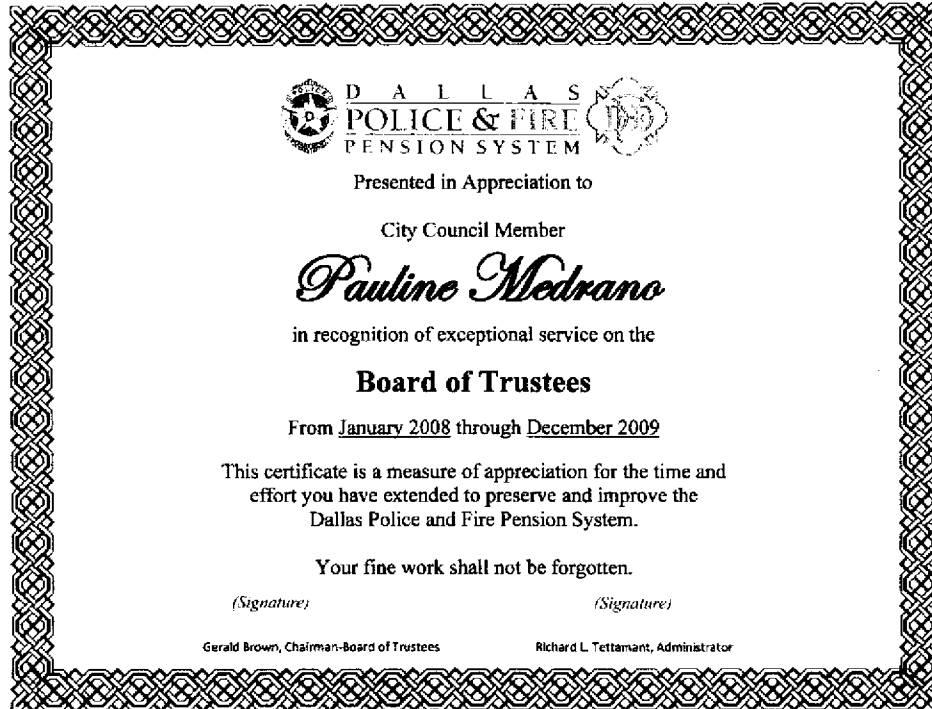 DALLAS
POLICE & FIRE
PENSION SYSTEM
Presented in Appreciation to
City Council Member
Pauline Medrano
in recognition of exceptional service on the
Board of Trustees
From January 2008 through December 2009
This certificate is a measure of appreciation for the time and
effort you have extended to preserve and improve the
Dallas Police and Fire Pension System.
Your fine work shall not be forgotten.
(Signature) (Signature)
Gerald Brown, Chairman-Board of Trustees Richard L. Tettamant, Administrator